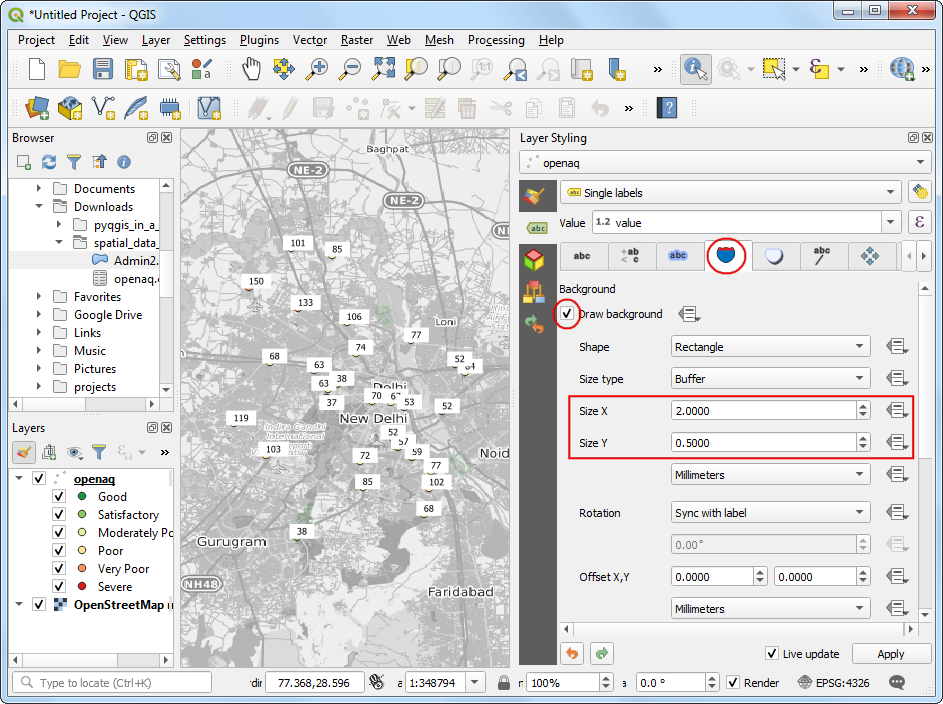 *Untitled Project - QGIS
Project Edit View Layer Settings Plugins Vector Raster Web Mesh Processing Help
Browser
Documents
Downloads
pyqgis_in_a_
spatial_data_
Admin2.
openaq.
Favorites
Google Drive
Links
Music
Pictures
projects
Layers
openaq
Good
Satisfactory
Moderately Po
Poor
Very Poor
Severe
OpenStreetMap
Baghpat
NE-2
NE-2
101
85
150
133
106
Loni
77
74
68
63
52
63
38
Delhi
70
53
37
52
119
New Delhi
52
Indira Gandhi
International
103
59
72
Noid
77
85
102
68
38
Gurugram
NH48
Faridabad
Layer Styling
openaq
abc Single labels
abc
Value 1.2 value ε
abc +ab < c abc abc
Background
Draw background
Shape Rectangle
Size type Buffer
Size X 2.0000
Size Y 0.5000
Millimeters
Rotation Sync with label
0.00 °
Offset X,Y 0.0000 0.0000
Millimeters
Live update Apply
Type to locate (Ctrl+K) :dir 77.368,28.596 a 1:348794 100% a 0.0 ° Render EPSG:4326